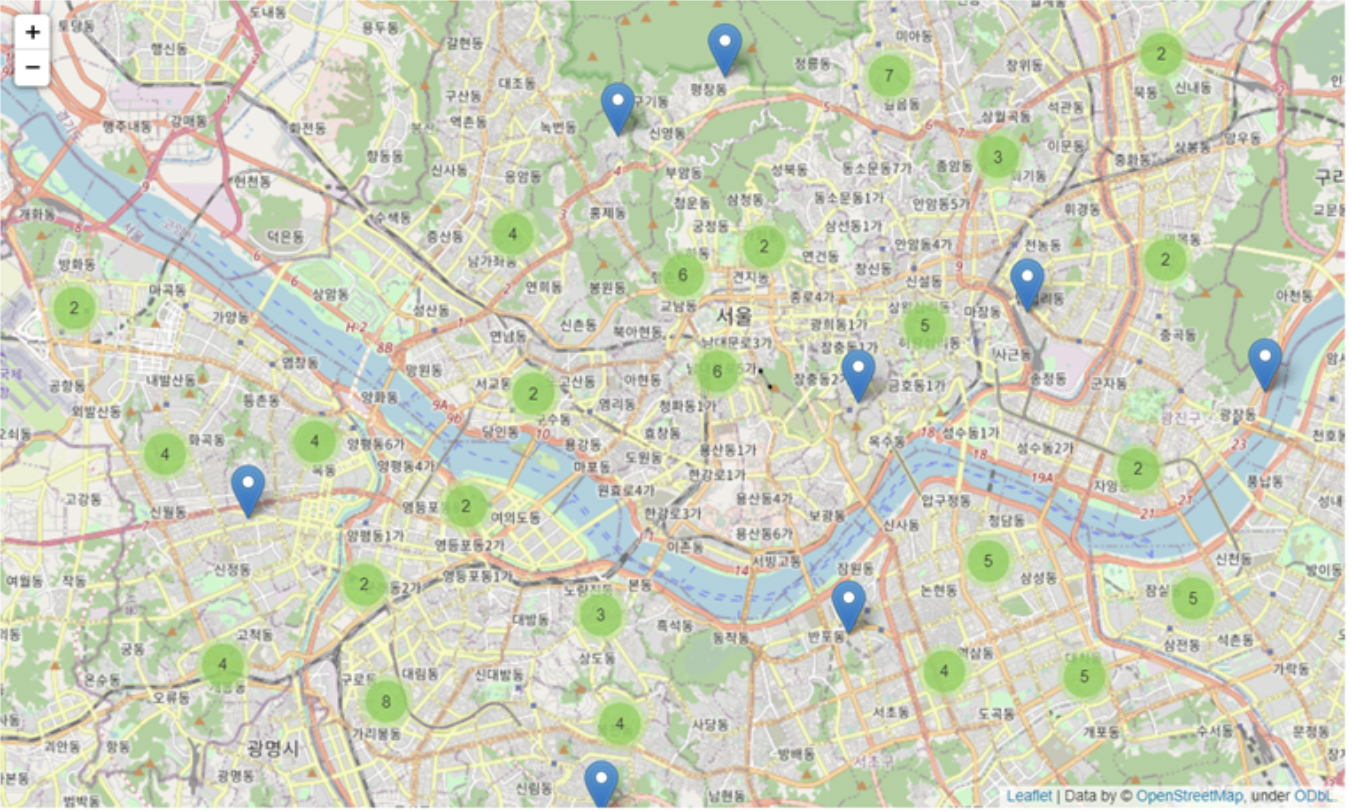 +
−
토당동
도내동
용두동
행신동
갈현동
미아동
2
정릉동
7
장위동
신내동
묵동
대조동
구산동
평창동
구기동
길음동
석관동
5
상월곡동
행주내동
강매동
화전동
역촌동
녹번동
신영동
6
7
이문동
망우동
상봉동
중화동
3
향동동
신사동
응암동
4
부암동
성북동
동소문동7가
종암동
현천동
9
구리
개화동
8
수색동
3
홍제동
청운동
삼청동
동소문동1가
안암동5가
휘경동
교문동
덕은동
증산동
4
궁정동
삼선동1가
안암동4가
전농동
2
2
방화동
6
남가좌동
6
견지동
연건동
창신동
신설동
9
마곡동
6
상암동
2
연희동
봉원동
교남동
종로4가
아천동
2
가양동
H-2
성산동
1
신촌동
북아현동
서울
광희동1가
5
마장동
중곡동
8B
연남동
남대문로3가
장충동1가
사근동
공항동
내발산동
염창동
망원동
서교동
아현동
6
장충동2가
금호동1가
송정동
군자동
외발산동
등촌동
양화동
9A
9b
2
염리동
청파동1가
광진구
광장동
화곡동
4
양평동6가
당인동
10
용강동
효창동
용산동1가
옥수동
18
성수동1가
성수동2가
23
천호동
4
목동
양평동4가
마포동
도원동
한강로1가
18
19A
2
자양동
풍납동
고강동
신월동
7
2
여의도동
원효로4가
용산동4가
보광동
압구정동
21
21
양평동1가
한강로3가
신사동
청담동
신정동
영등포동2가
1
이촌동
용산동6가
서빙고동
14
잠원동
5
신천동
방이동
여월동
작동
2
영등포동1가
본동
논현동
삼성동
잠실동
5
고척동
대방동
3
흑석동
동작동
반포동
삼전동
석촌동
궁동
4
상도동
역삼동
가락동
온수동
오류동
대림동
신대방동
4
5
8
4
사당동
서초동
도곡동
개포동
수서동
문정동
괴안동
항동
광명시
가리봉동
방배동
서초구
광명동
신림동
남현동
범박동
Leaflet | Data by © OpenStreetMap, under ODbL.